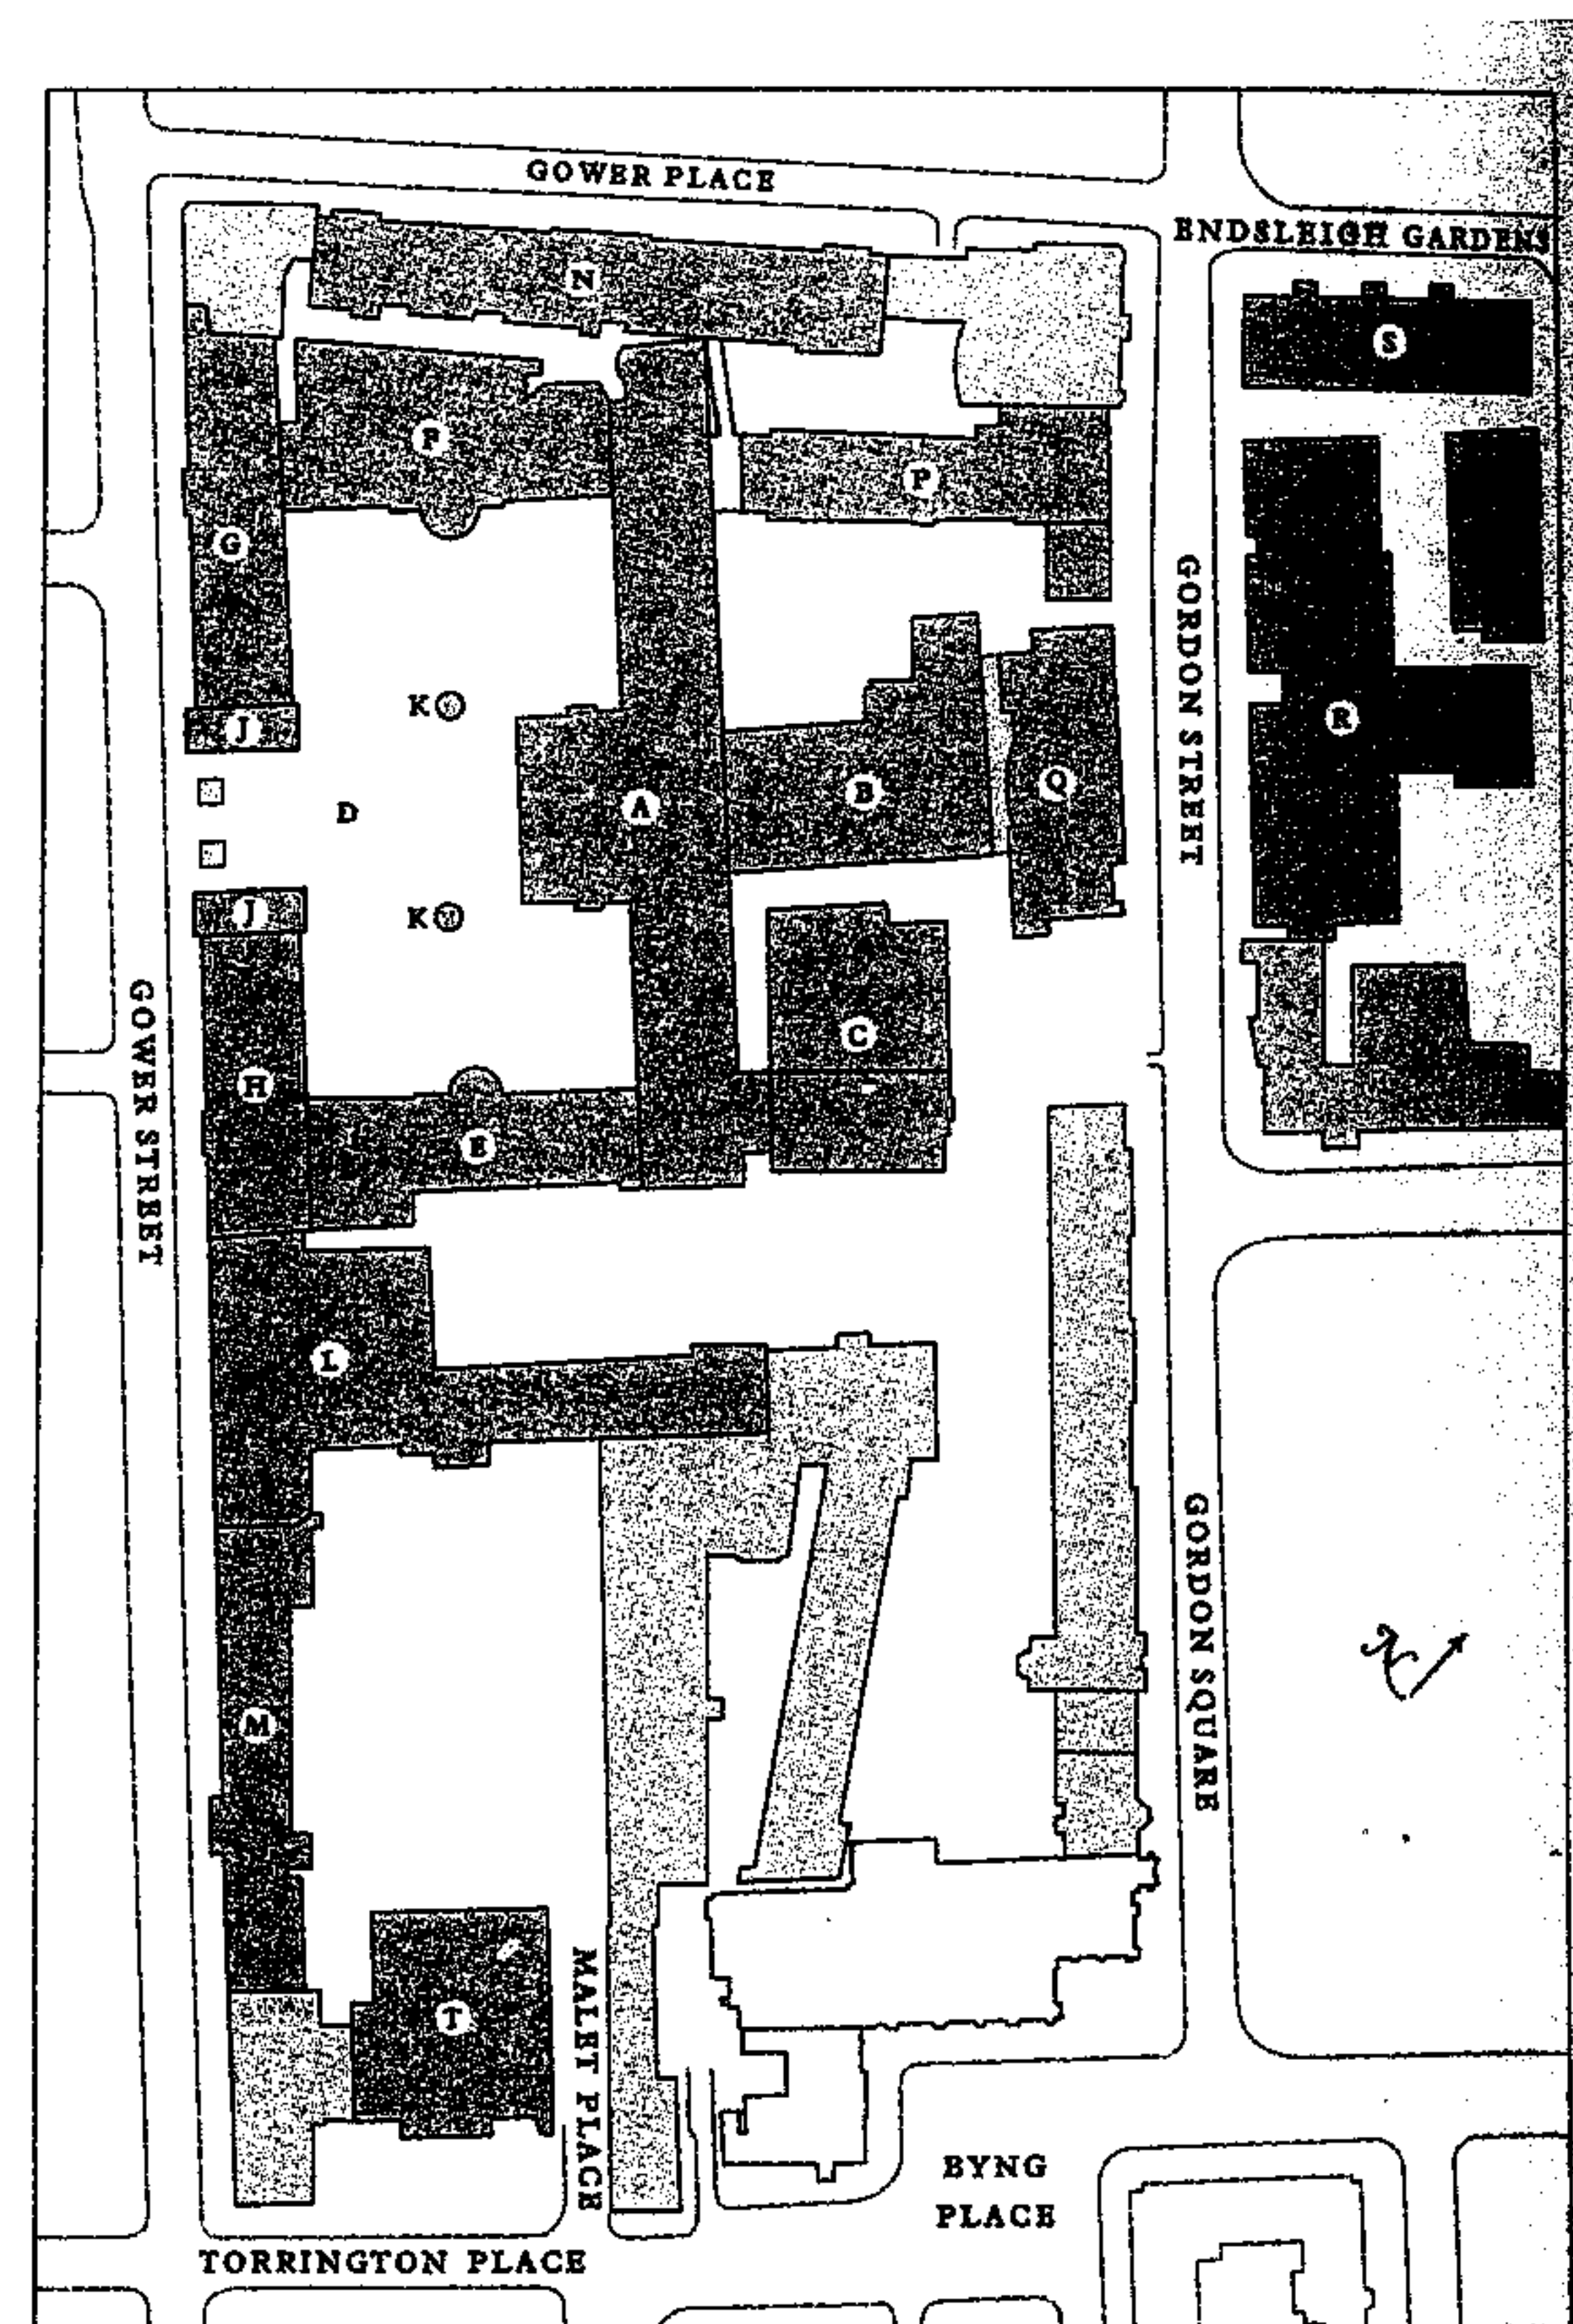 GOWER PLACE
ENDSLEIGH GARDENS
N
S
F
P
G
GORDON STREET
K
J
R
D
A
B
Q
J
K
C
GOWER STREET
H
E
L
GORDON SQUARE
N
M
MALET PLACE
T
BYNG
PLACE
TORRINGTON PLACE